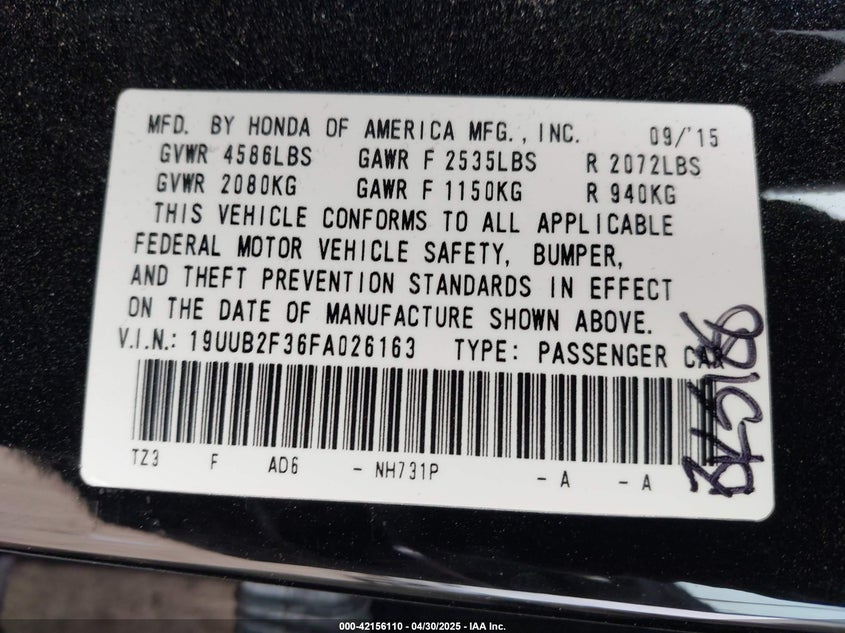 MFD. BY HONDA OF AMERICA MFG., INC. 09/'15
GVWR 4586LBS GAWR F 2535LBS R 2072LBS
GVWR 2080KG GAWR F 1150KG R 940KG
THIS VEHICLE CONFORMS TO ALL APPLICABLE
FEDERAL MOTOR VEHICLE SAFETY, BUMPER,
AND THEFT PREVENTION STANDARDS IN EFFECT
ON THE DATE OF MANUFACTURE SHOWN ABOVE.
V.I.N.: 19UUB2F36FA026163 TYPE: PASSENGER CAR
TZ3 F AD6 - NH731P - A - A
000-42156110 - 04/30/2025 - IAA Inc.